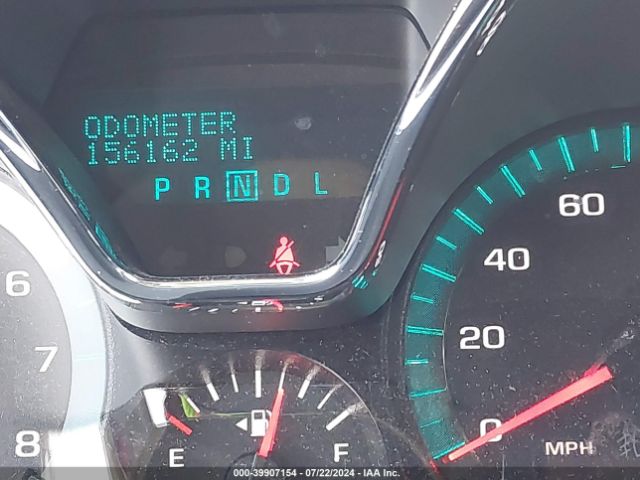 ODOMETER
156162 MI
P R N D L
6
7
8
60
40
20
0
MPH
E
F
000-39907154 - 07/22/2024 - IAA Inc.